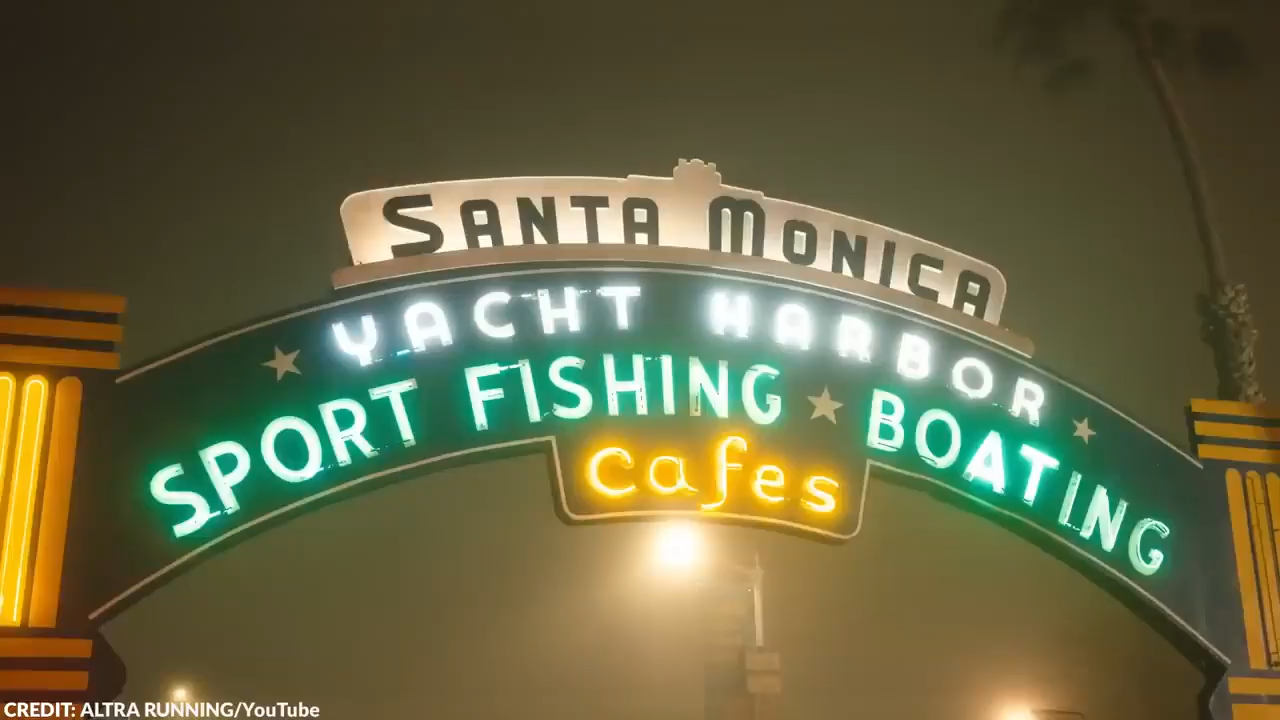 SANTA MONICA
YACHT HARBOR
SPORT FISHING ★ BOATING
cafes
CREDIT: ALTRA RUNNING/YouTube